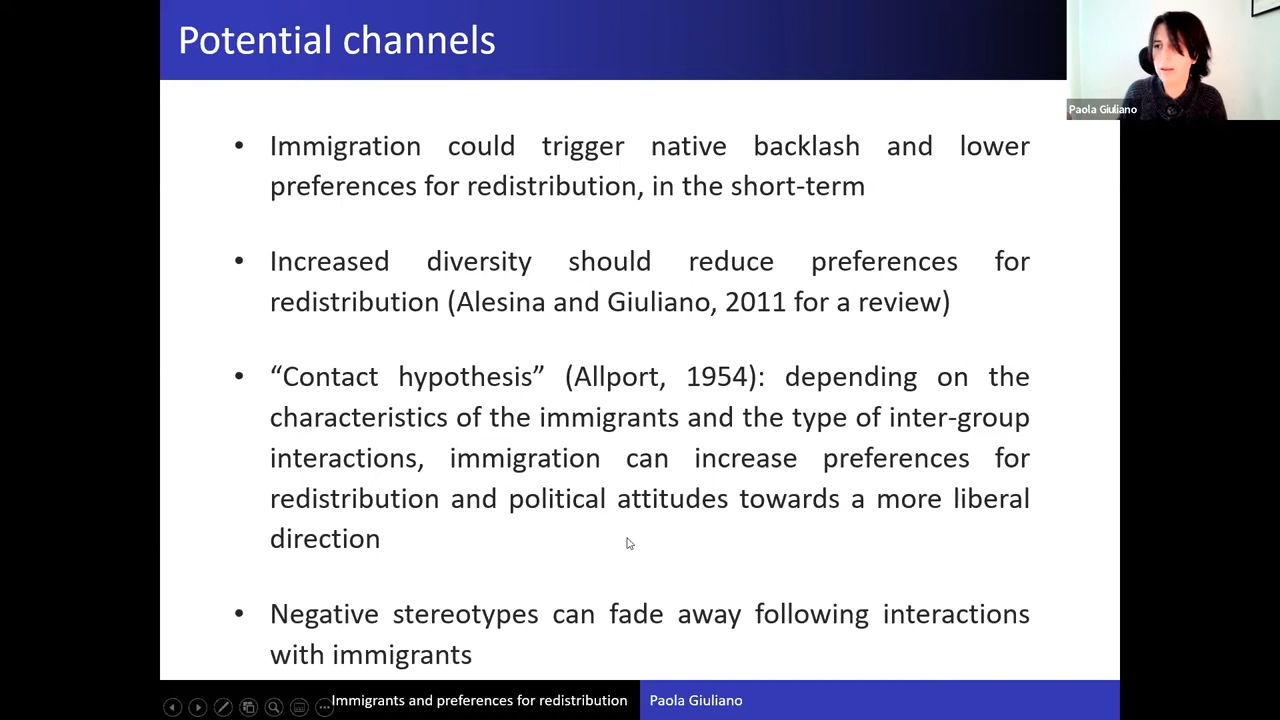 Potential channels
Paola Giuliano
• Immigration could trigger native backlash and lower
preferences for redistribution, in the short-term
• Increased diversity should reduce preferences for
redistribution (Alesina and Giuliano, 2011 for a review)
• “Contact hypothesis” (Allport, 1954): depending on the
characteristics of the immigrants and the type of inter-group
interactions, immigration can increase preferences for
redistribution and political attitudes towards a more liberal
direction
• Negative stereotypes can fade away following interactions
with immigrants
Immigrants and preferences for redistribution
Paola Giuliano